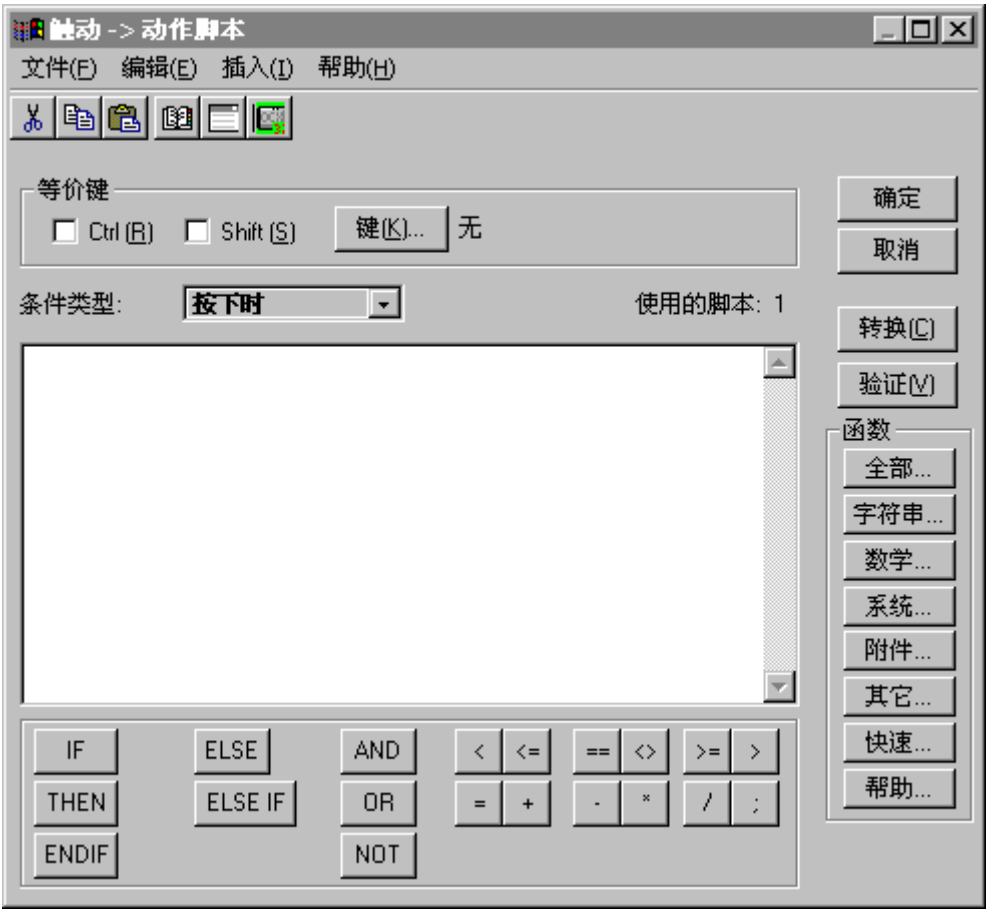 触动 -> 动作脚本
文件(F) 编辑(E) 插入(I) 帮助(H)
等价键
Ctrl (R) Shift (S) 键(K)... 无
确定
取消
条件类型: 按下时 使用的脚本: 1
转换(C)
验证(V)
函数
全部...
字符串...
数学...
系统...
附件...
其它...
快速...
帮助...
IF ELSE AND < <= == <> >= >
THEN ELSE IF OR = + - * / ;
ENDIF NOT